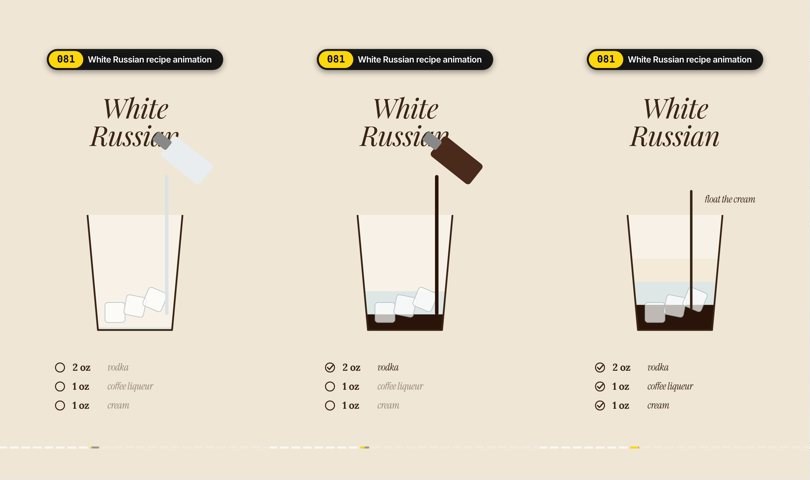 081 White Russian recipe animation
White
Russian
2 oz vodka
1 oz coffee liqueur
1 oz cream
081 White Russian recipe animation
White
Russian
2 oz vodka
1 oz coffee liqueur
1 oz cream
081 White Russian recipe animation
White
Russian
float the cream
2 oz vodka
1 oz coffee liqueur
1 oz cream